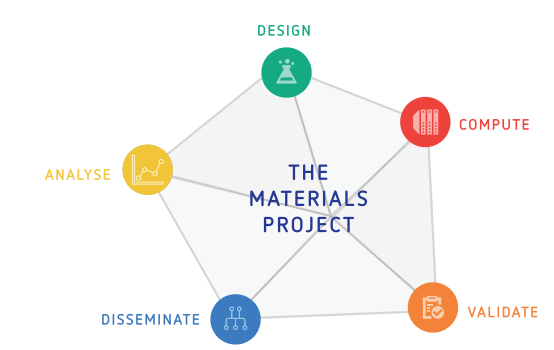 DESIGN
COMPUTE
THE
MATERIALS
PROJECT
ANALYSE
DISSEMINATE
VALIDATE